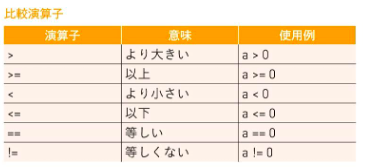 比較演算子
演算子 意味 使用例
> より大きい a > 0
>= 以上 a >= 0
< より小さい a < 0
<= 以下 a <= 0
== 等しい a == 0
!= 等しくない a != 0